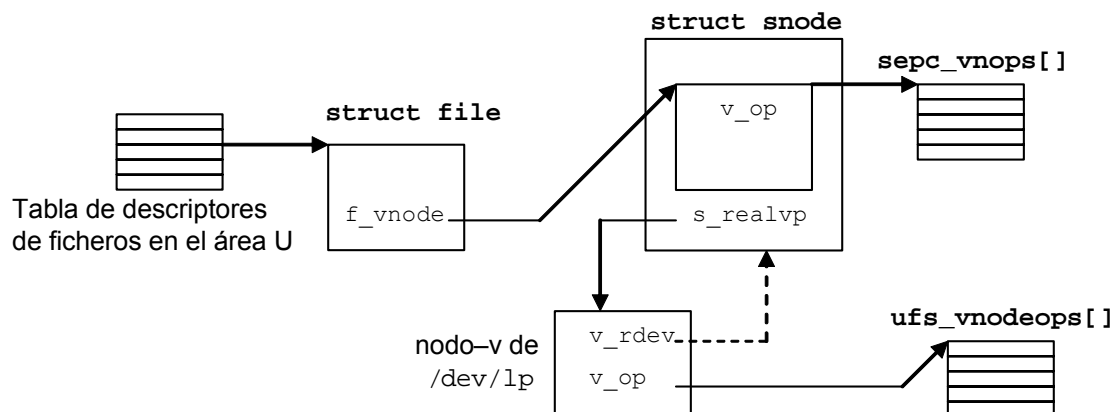 struct snode
sepc_vnops[]
struct file
v_op
Tabla de descriptores
de ficheros en el área U
f_vnode
s_realvp
ufs_vnodeops[]
nodo–v de
/dev/lp
v_rdev
v_op